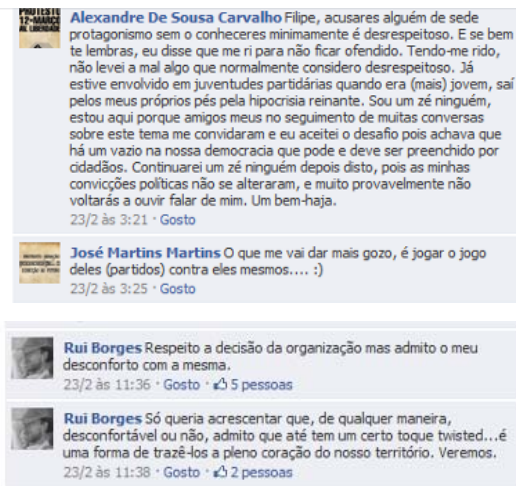 PROTESTO
12 MARÇO
AV. LIBERDADE
Alexandre De Sousa Carvalho Filipe, acusares alguém de sede
protagonismo sem o conheceres minimamente é desrespeitoso. E se bem
te lembras, eu disse que me ri para não ficar ofendido. Tendo-me rido,
não levei a mal algo que normalmente considero desrespeitoso. Já
estive envolvido em juventudes partidárias quando era (mais) jovem, saí
pelos meus próprios pés pela hipocrisia reinante. Sou um zé ninguém,
estou aqui porque amigos meus no seguimento de muitas conversas
sobre este tema me convidaram e eu aceitei o desafio pois achava que
há um vazio na nossa democracia que pode e deve ser preenchido por
cidadãos. Continuarei um zé ninguém depois disto, pois as minhas
convicções políticas não se alteraram, e muito provavelmente não
voltarás a ouvir falar de mim. Um bem-haja.
23/2 às 3:21 · Gosto
José Martins Martins O que me vai dar mais gozo, é jogar o jogo
deles (partidos) contra eles mesmos.... :)
23/2 às 3:25 · Gosto
Rui Borges Respeito a decisão da organização mas admito o meu
desconforto com a mesma.
23/2 às 11:36 · Gosto · 5 pessoas
Rui Borges Só queria acrescentar que, de qualquer maneira,
desconfortável ou não, admito que até tem um certo toque twisted...é
uma forma de trazê-los a pleno coração do nosso território. Veremos.
23/2 às 11:38 · Gosto · 2 pessoas